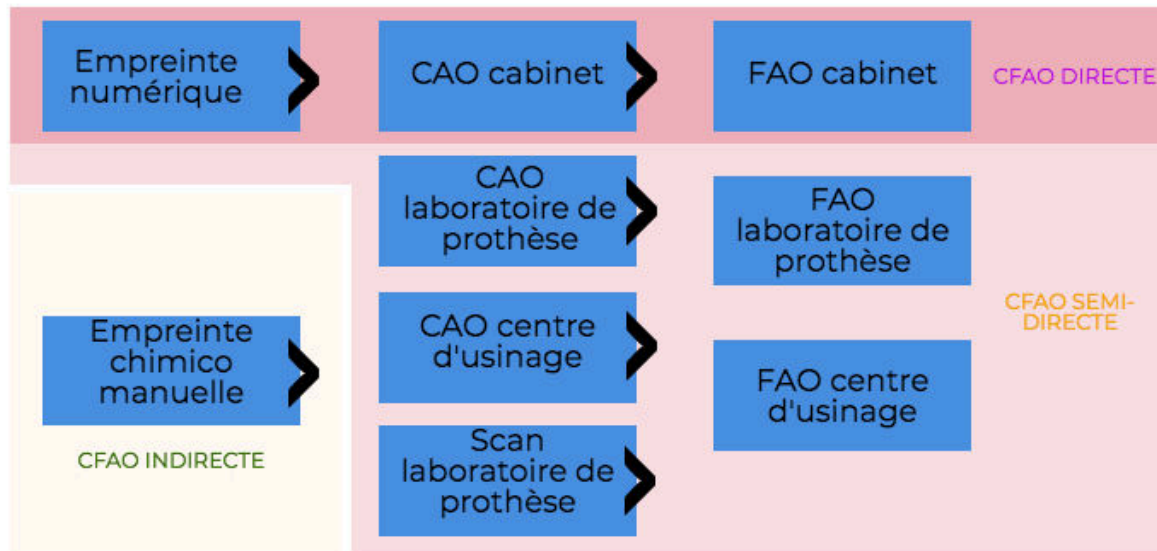 Empreinte
numérique
CAO cabinet
FAO cabinet
CFAO DIRECTE
CAO
laboratoire de
prothèse
FAO
laboratoire de
prothèse
CFAO SEMI-
DIRECTE
Empreinte
chimico
manuelle
CAO centre
d'usinage
FAO centre
d'usinage
CFAO INDIRECTE
Scan
laboratoire de
prothèse